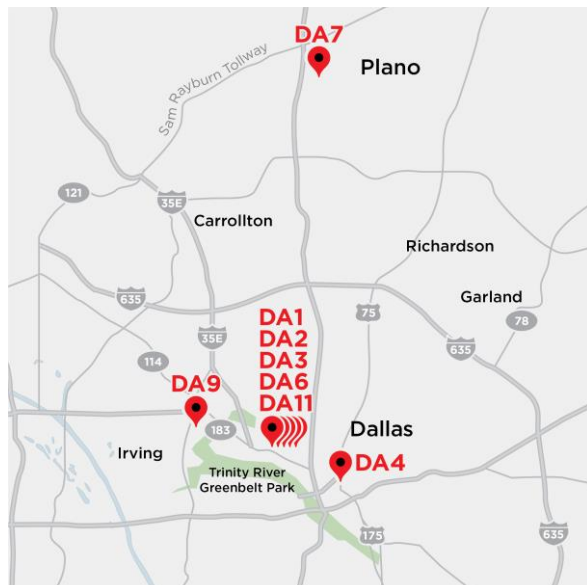 DA7
Plano
Sam Rayburn Tollway
121
35E
Carrollton
Richardson
635
Garland
75
78
35E
DA1
DA2
DA3
DA6
DA11
635
114
DA9
183
Dallas
Irving
Trinity River
Greenbelt Park
DA4
175
635